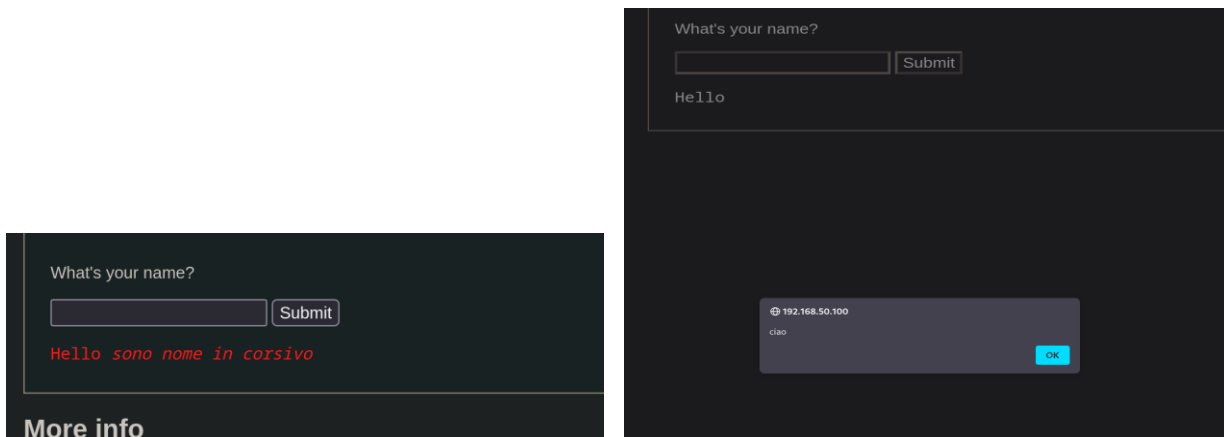 What's your name?
Submit
Hello sono nome in corsivo
More info
What's your name?
Submit
Hello
192.168.50.100
ciao
OK